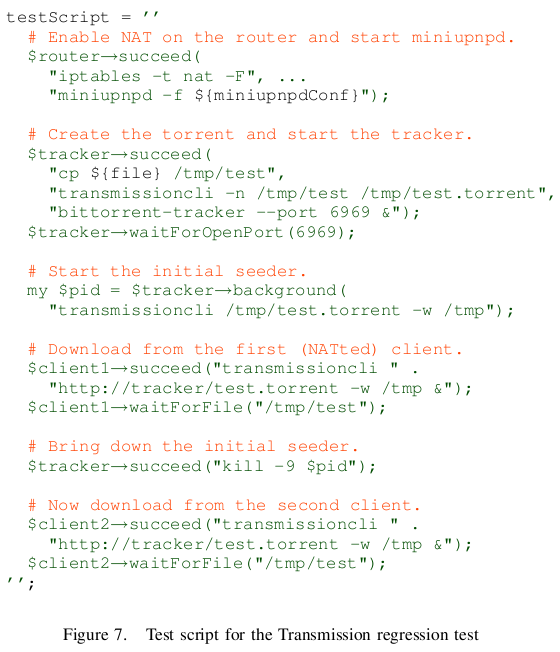 testScript = ''
# Enable NAT on the router and start miniupnpd.
$router→succeed(
"iptables -t nat -F", ...
"miniupnpd -f ${miniupnpdConf}");
# Create the torrent and start the tracker.
$tracker→succeed(
"cp ${file} /tmp/test",
"transmissioncli -n /tmp/test /tmp/test.torrent",
"bittorrent-tracker --port 6969 &");
$tracker→waitForOpenPort(6969);
# Start the initial seeder.
my $pid = $tracker→background(
"transmissioncli /tmp/test.torrent -w /tmp");
# Download from the first (NATted) client.
$client1→succeed("transmissioncli " .
"http://tracker/test.torrent -w /tmp &");
$client1→waitForFile("/tmp/test");
# Bring down the initial seeder.
$tracker→succeed("kill -9 $pid");
# Now download from the second client.
$client2→succeed("transmissioncli " .
"http://tracker/test.torrent -w /tmp &");
$client2→waitForFile("/tmp/test");
'';
Figure 7. Test script for the Transmission regression test